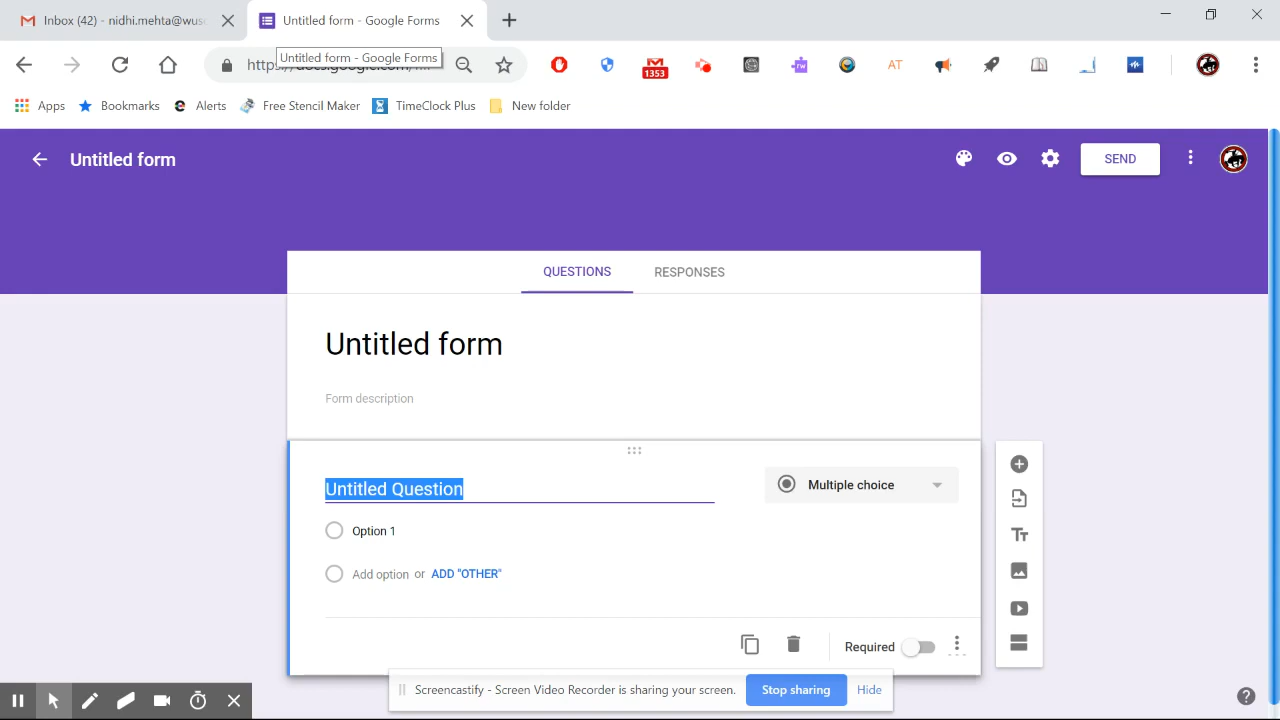 Inbox (42) - nidhi.mehta@wus
Untitled form - Google Forms
Untitled form - Google Forms
1353
AT
Apps
Bookmarks
Alerts
Free Stencil Maker
TimeClock Plus
New folder
Untitled form
SEND
QUESTIONS
RESPONSES
Untitled form
Form description
Untitled Question
Multiple choice
Option 1
Add option or ADD "OTHER"
Required
Screencastify - Screen Video Recorder is sharing your screen.
Stop sharing
Hide